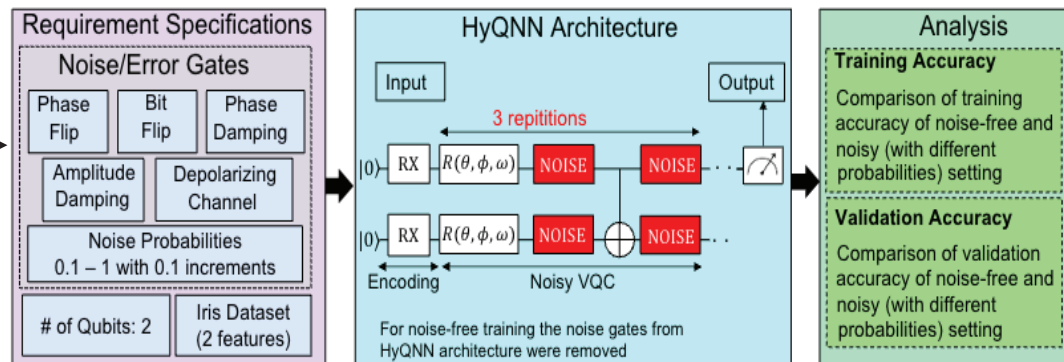 Requirement Specifications
Noise/Error Gates
Phase
Flip
Bit
Flip
Phase
Damping
Amplitude
Damping
Depolarizing
Channel
Noise Probabilities
0.1 – 1 with 0.1 increments
# of Qubits: 2
Iris Dataset
(2 features)
HyQNN Architecture
Input
Output
3 repititions
|0⟩ RX R(θ, ϕ, ω) NOISE NOISE · · ·
|0⟩ RX R(θ, ϕ, ω) NOISE NOISE · · ·
Encoding Noisy VQC
For noise-free training the noise gates from
HyQNN architecture were removed
Analysis
Training Accuracy
Comparison of training
accuracy of noise-free and
noisy (with different
probabilities) setting
Validation Accuracy
Comparison of validation
accuracy of noise-free and
noisy (with different
probabilities) setting